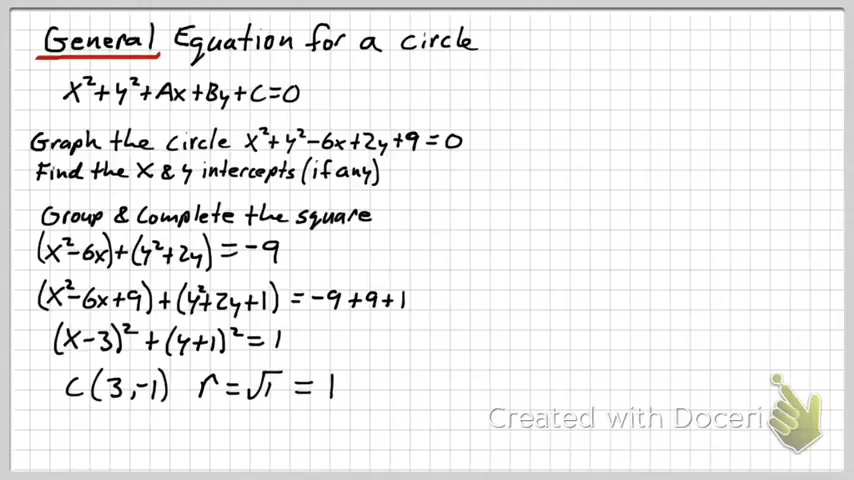 General Equation for a circle
x²+y²+Ax+By+C=0
Graph the circle x²+y²-6x+2y+9=0
Find the x & y intercepts (if any)
Group & Complete the square
(x²-6x)+(y²+2y)=-9
(x²-6x+9)+(y²+2y+1)=-9+9+1
(x-3)²+(y+1)²=1
C(3,-1) r=√1=1
Created with Doceri